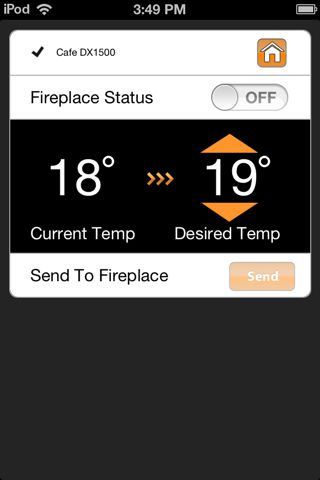 iPod 3:49 PM
Cafe DX1500
Fireplace Status OFF
18° 19°
Current Temp Desired Temp
Send To Fireplace Send